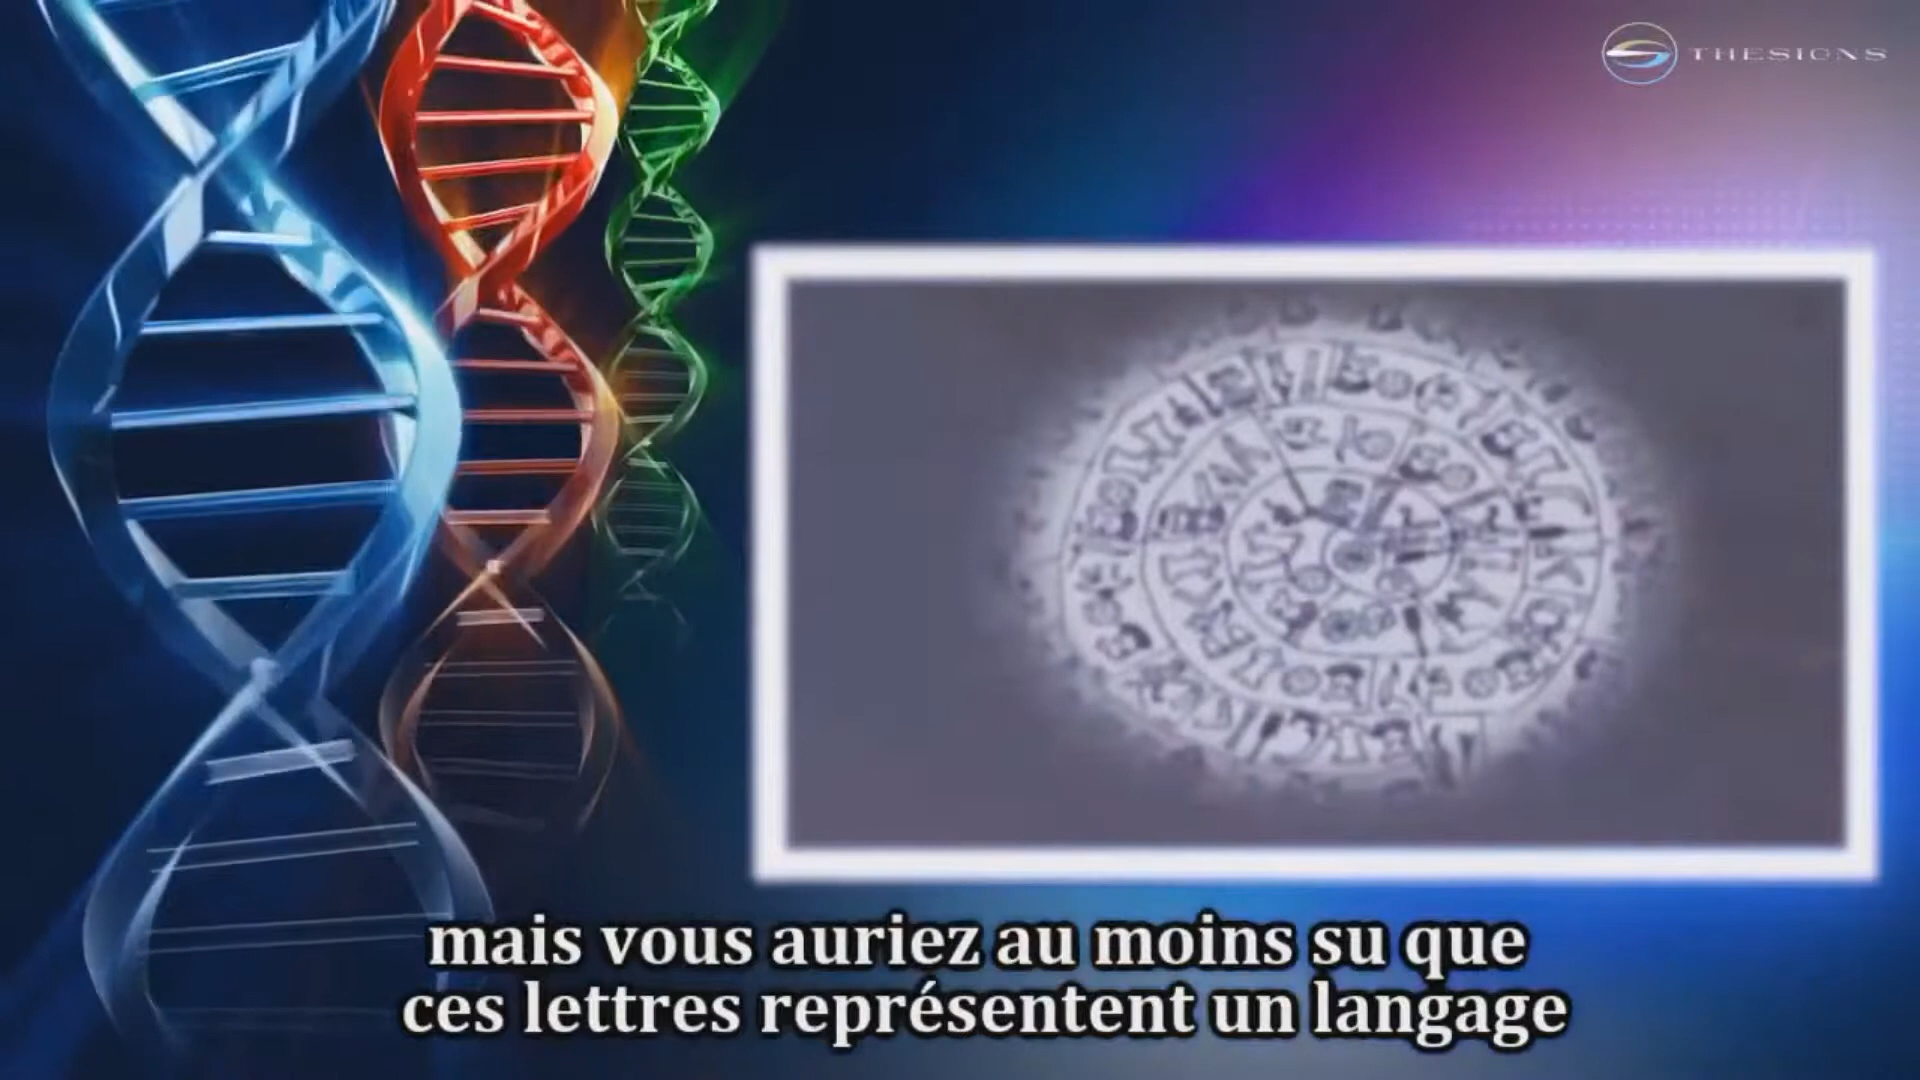 THESIGNS
mais vous auriez au moins su que
ces lettres représentent un langage